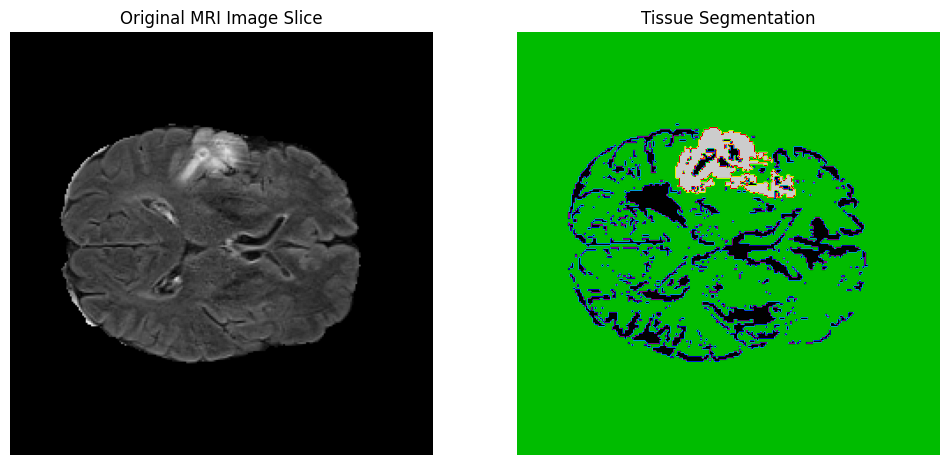 Original MRI Image Slice
Tissue Segmentation